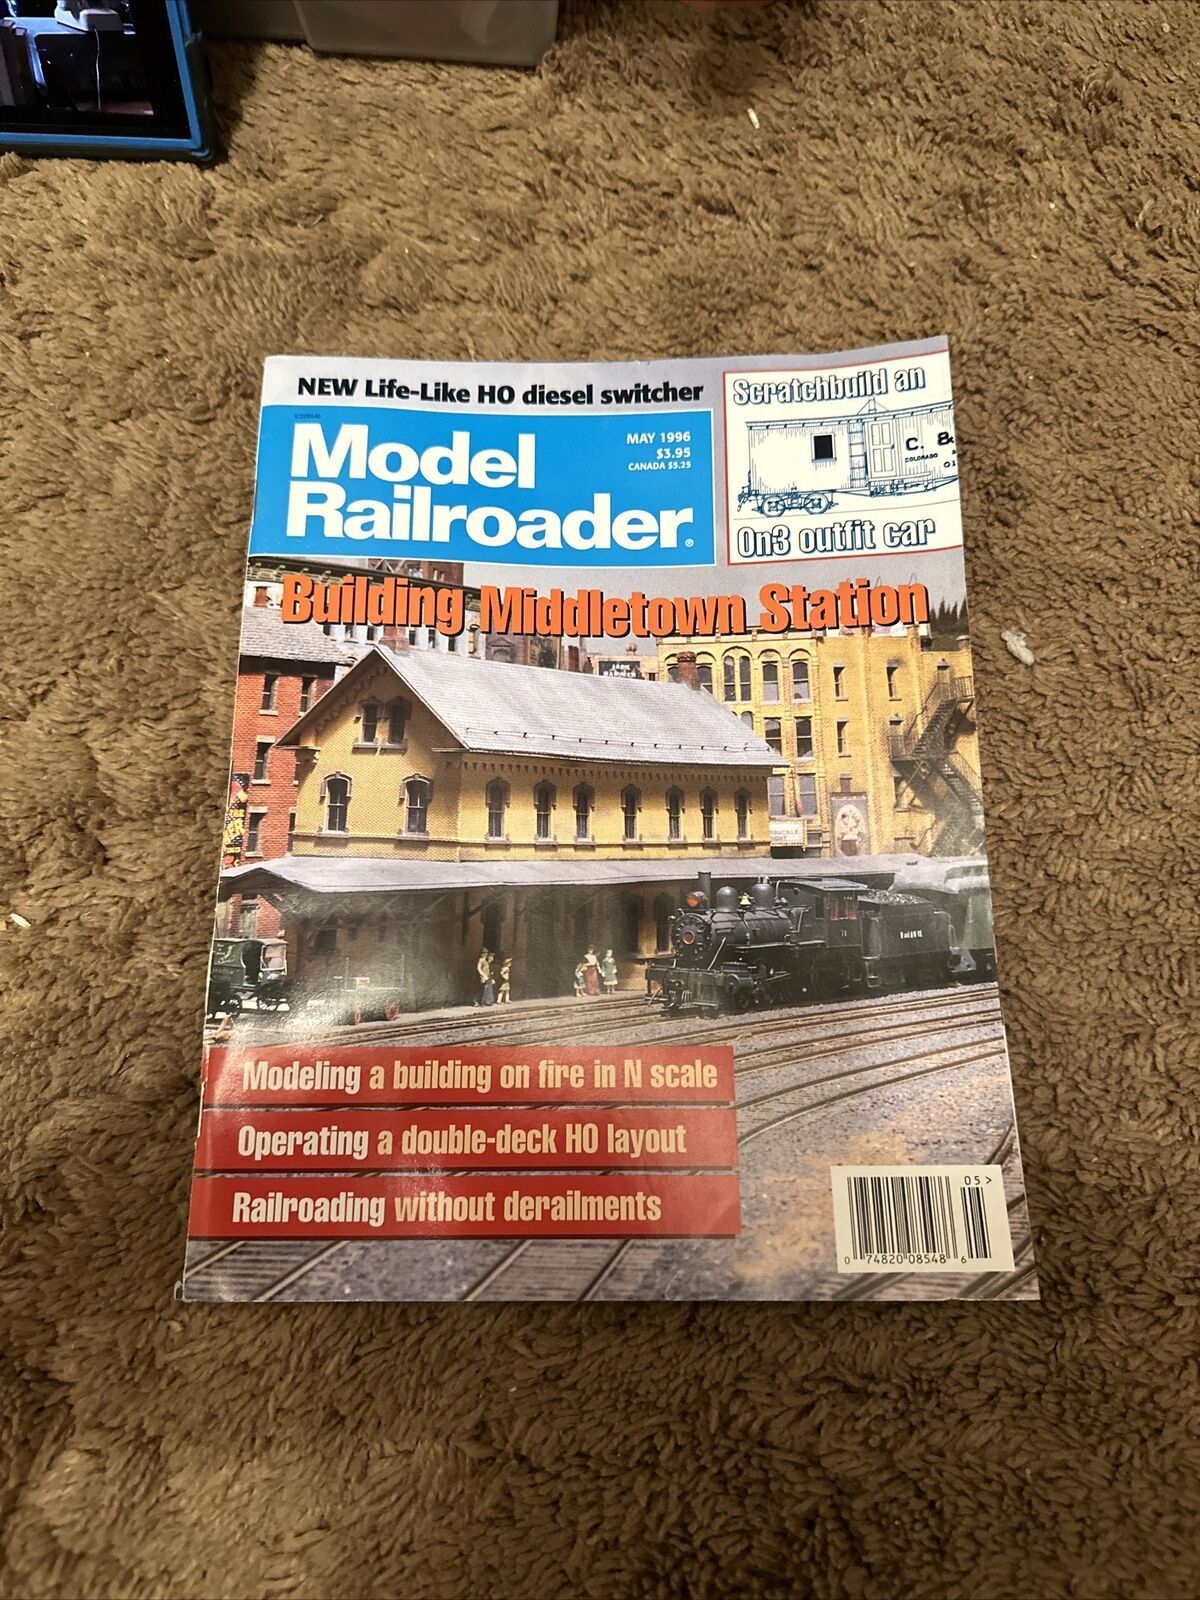 NEW Life-Like HO diesel switcher
Model
Railroader®
MAY 1996
$3.95
CANADA $5.25
Scratchbuild an
C. &
COLORADO
On3 outfit car
Building Middletown Station
Modeling a building on fire in N scale
Operating a double-deck HO layout
Railroading without derailments
05>
0 74820 08548 6